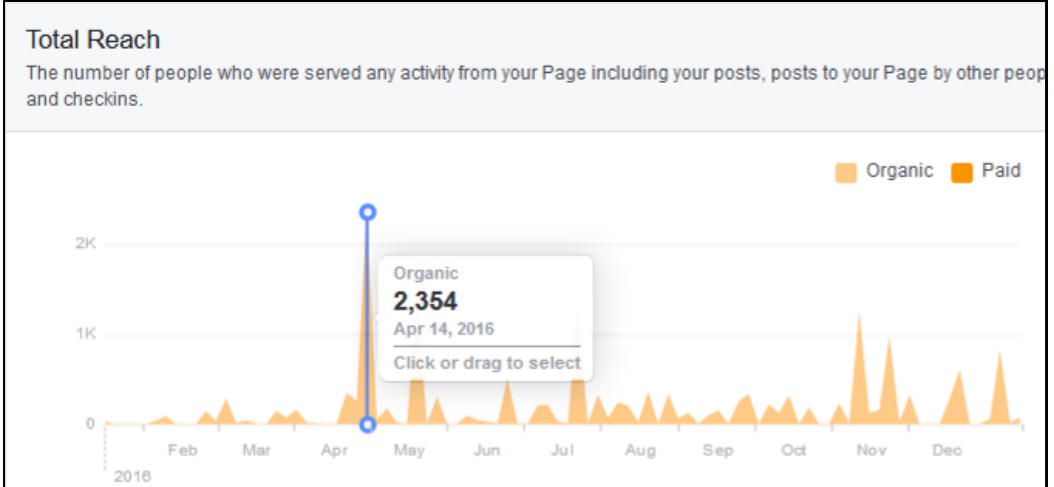 Total Reach
The number of people who were served any activity from your Page including your posts, posts to your Page by other peop
and checkins.
Organic Paid
2K
Organic
2,354
Apr 14, 2016
1K
Click or drag to select
0
Feb Mar Apr May Jun Jul Aug Sep Oct Nov Dec
2016